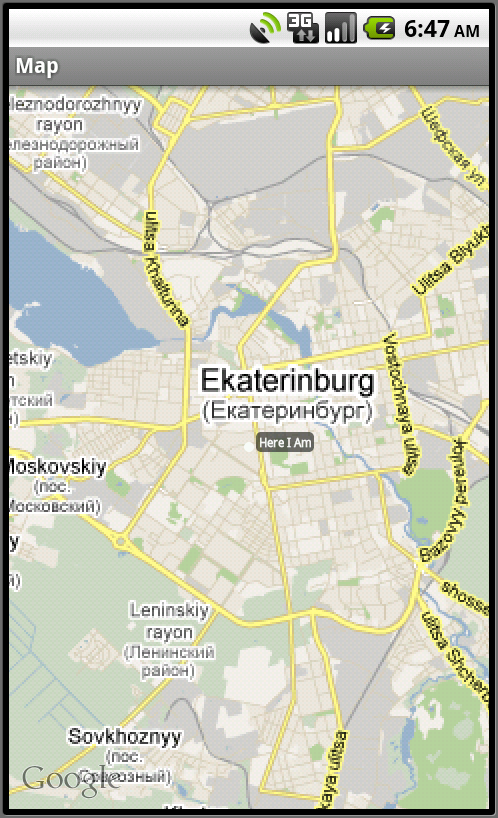 3G
6:47 AM
Map
eleznodorozhnyy
rayon
елезнодорожный
район)
Шефская ул.
ulitsa Khalturina
Ulitsa Blyukh
etskiy
Ekaterinburg
(Екатеринбург)
Vostochnaya ulitsa
тский
Here I Am
Moskovskiy
(пос.
Московский)
Bazovyy pereulok
й)
shosse
Leninskiy
rayon
(Ленинский
район)
ulitsa Shcherba
Sovkhoznyy
(пос.
Совхозный)
Google
kaya ulitsa